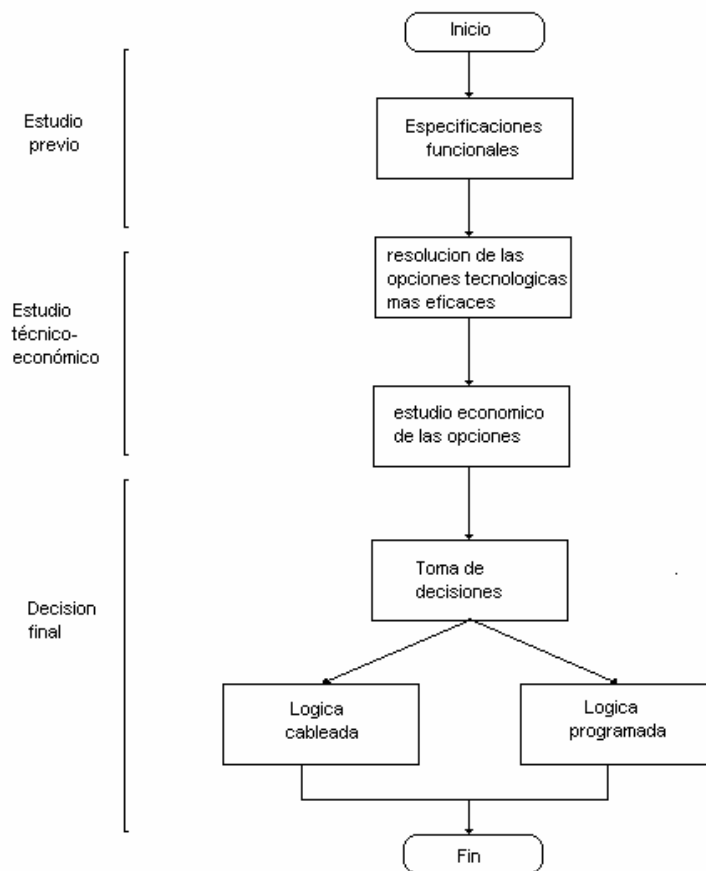 Inicio
Estudio
previo
Especificaciones
funcionales
resolucion de las
opciones tecnologicas
mas eficaces
Estudio
técnico-
económico
estudio economico
de las opciones
Toma de
decisiones
Decision
final
Logica
cableada
Logica
programada
Fin